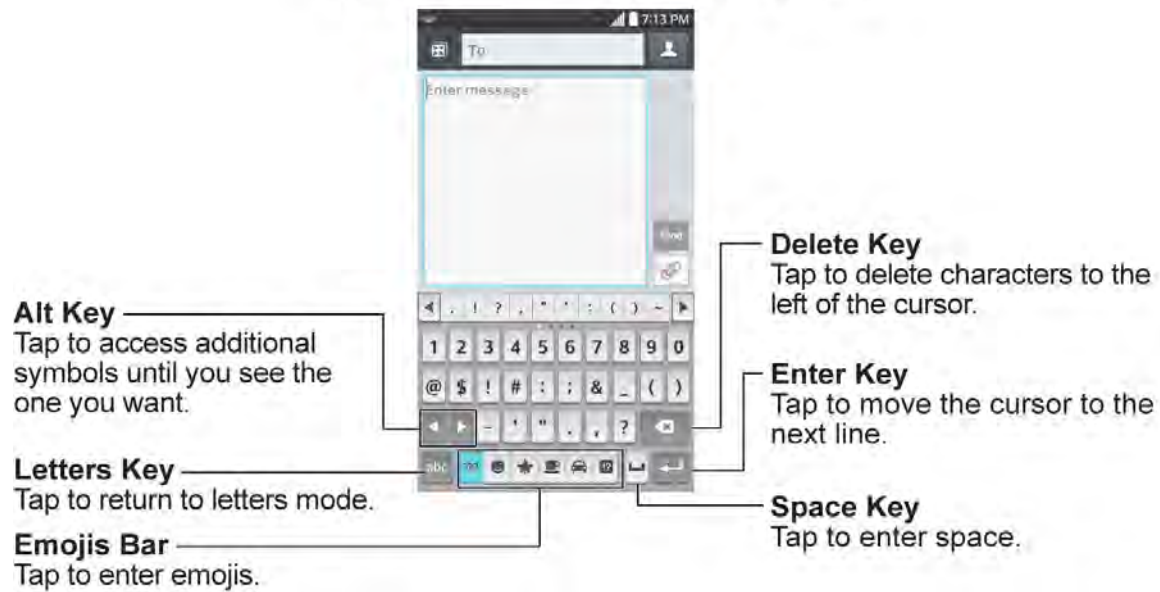 7:13 PM
To
Enter message
Send
. ! ? , " ' : ( ) ~
1 2 3 4 5 6 7 8 9 0
@ $ ! # : ; & _ ( )
- ' " . , ?
abc
Alt Key
Tap to access additional
symbols until you see the
one you want.
Letters Key
Tap to return to letters mode.
Emojis Bar
Tap to enter emojis.
Delete Key
Tap to delete characters to the
left of the cursor.
Enter Key
Tap to move the cursor to the
next line.
Space Key
Tap to enter space.